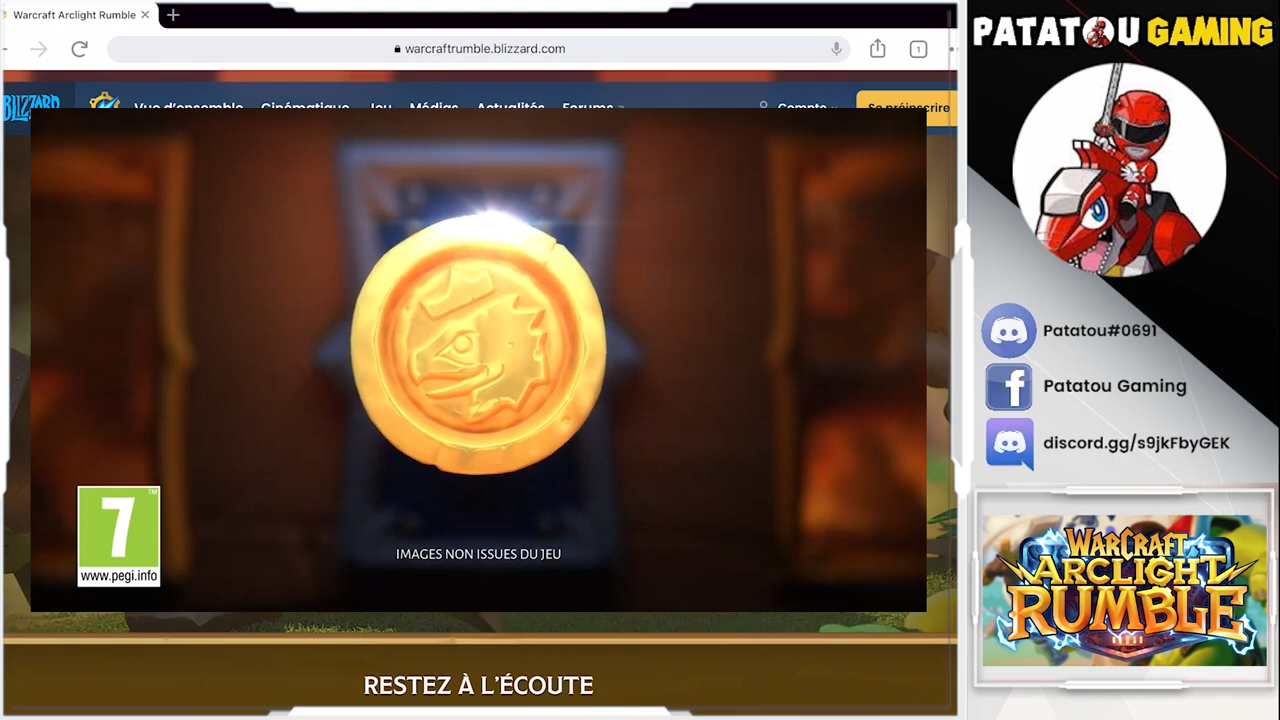 Warcraft Arclight Rumble
warcraftrumble.blizzard.com
1
BLIZZARD
Vue d'ensemble
Cinématique
Jeu
Médias
Actualités
Forums
Compte
Se préinscrire
7
www.pegi.info
IMAGES NON ISSUES DU JEU
RESTEZ À L'ÉCOUTE
PATATOU GAMING
Patatou#0691
Patatou Gaming
discord.gg/s9jkFbyGEK
WARCRAFT
ARCLIGHT
RUMBLE